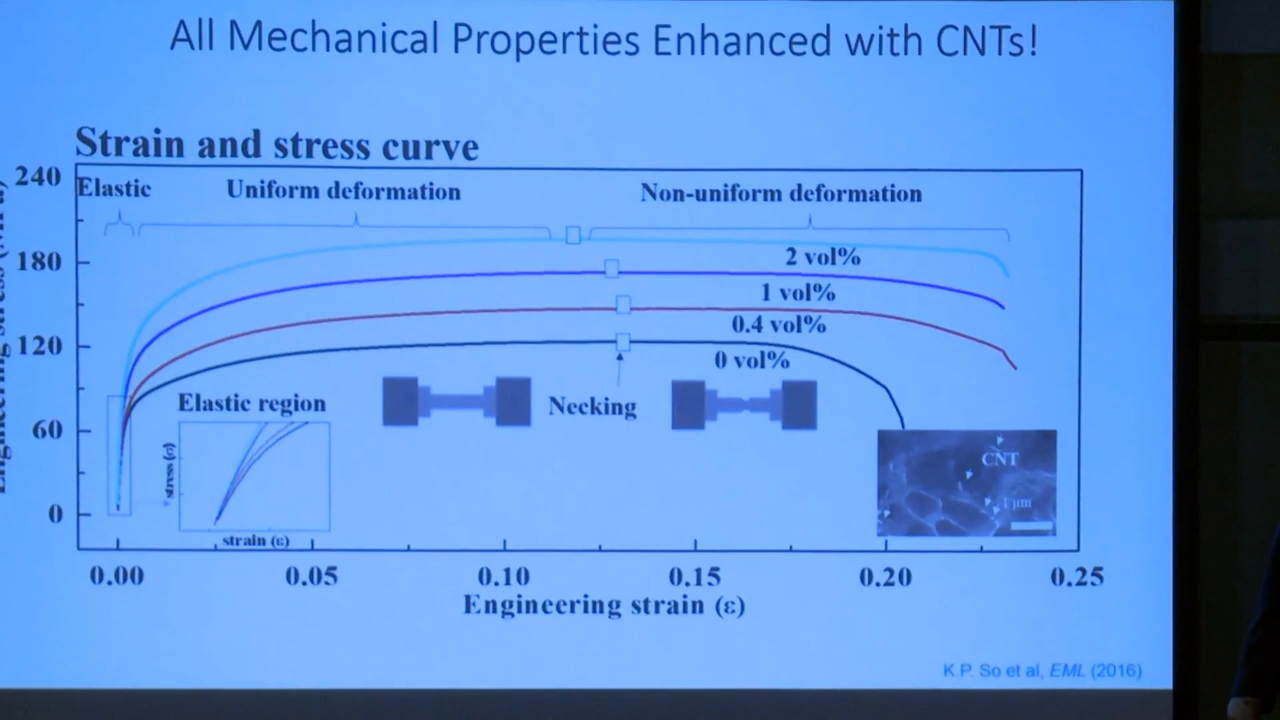 All Mechanical Properties Enhanced with CNTs!
Strain and stress curve
240
180
120
60
0
Elastic
Uniform deformation
Non-uniform deformation
2 vol%
1 vol%
0.4 vol%
0 vol%
Elastic region
stress (σ)
strain (ε)
Necking
CNT
1 µm
0.00 0.05 0.10 0.15 0.20 0.25
Engineering strain (ε)
K.P. So et al, EML (2016)